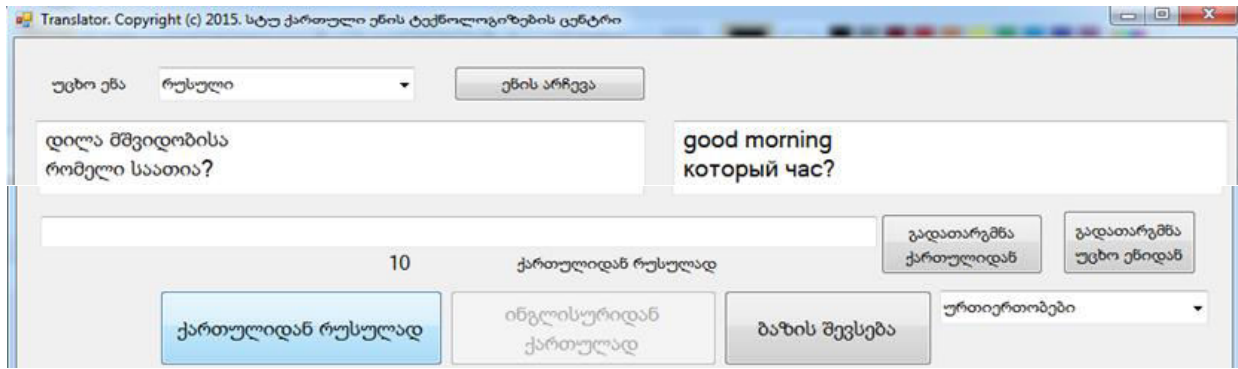 Translator. Copyright (c) 2015. სტუ ქართული ენის ტექნოლოგიზების ცენტრი
უცხო ენა რუსული ენის არჩევა
დილა მშვიდობისა
რომელი საათია?
good morning
который час?
გადათარგმნა
ქართულიდან
გადათარგმნა
უცხო ენიდან
10 ქართულიდან რუსულად
ქართულიდან რუსულად
ინგლისურიდან
ქართულად
ბაზის შევსება
ურთიერთობები